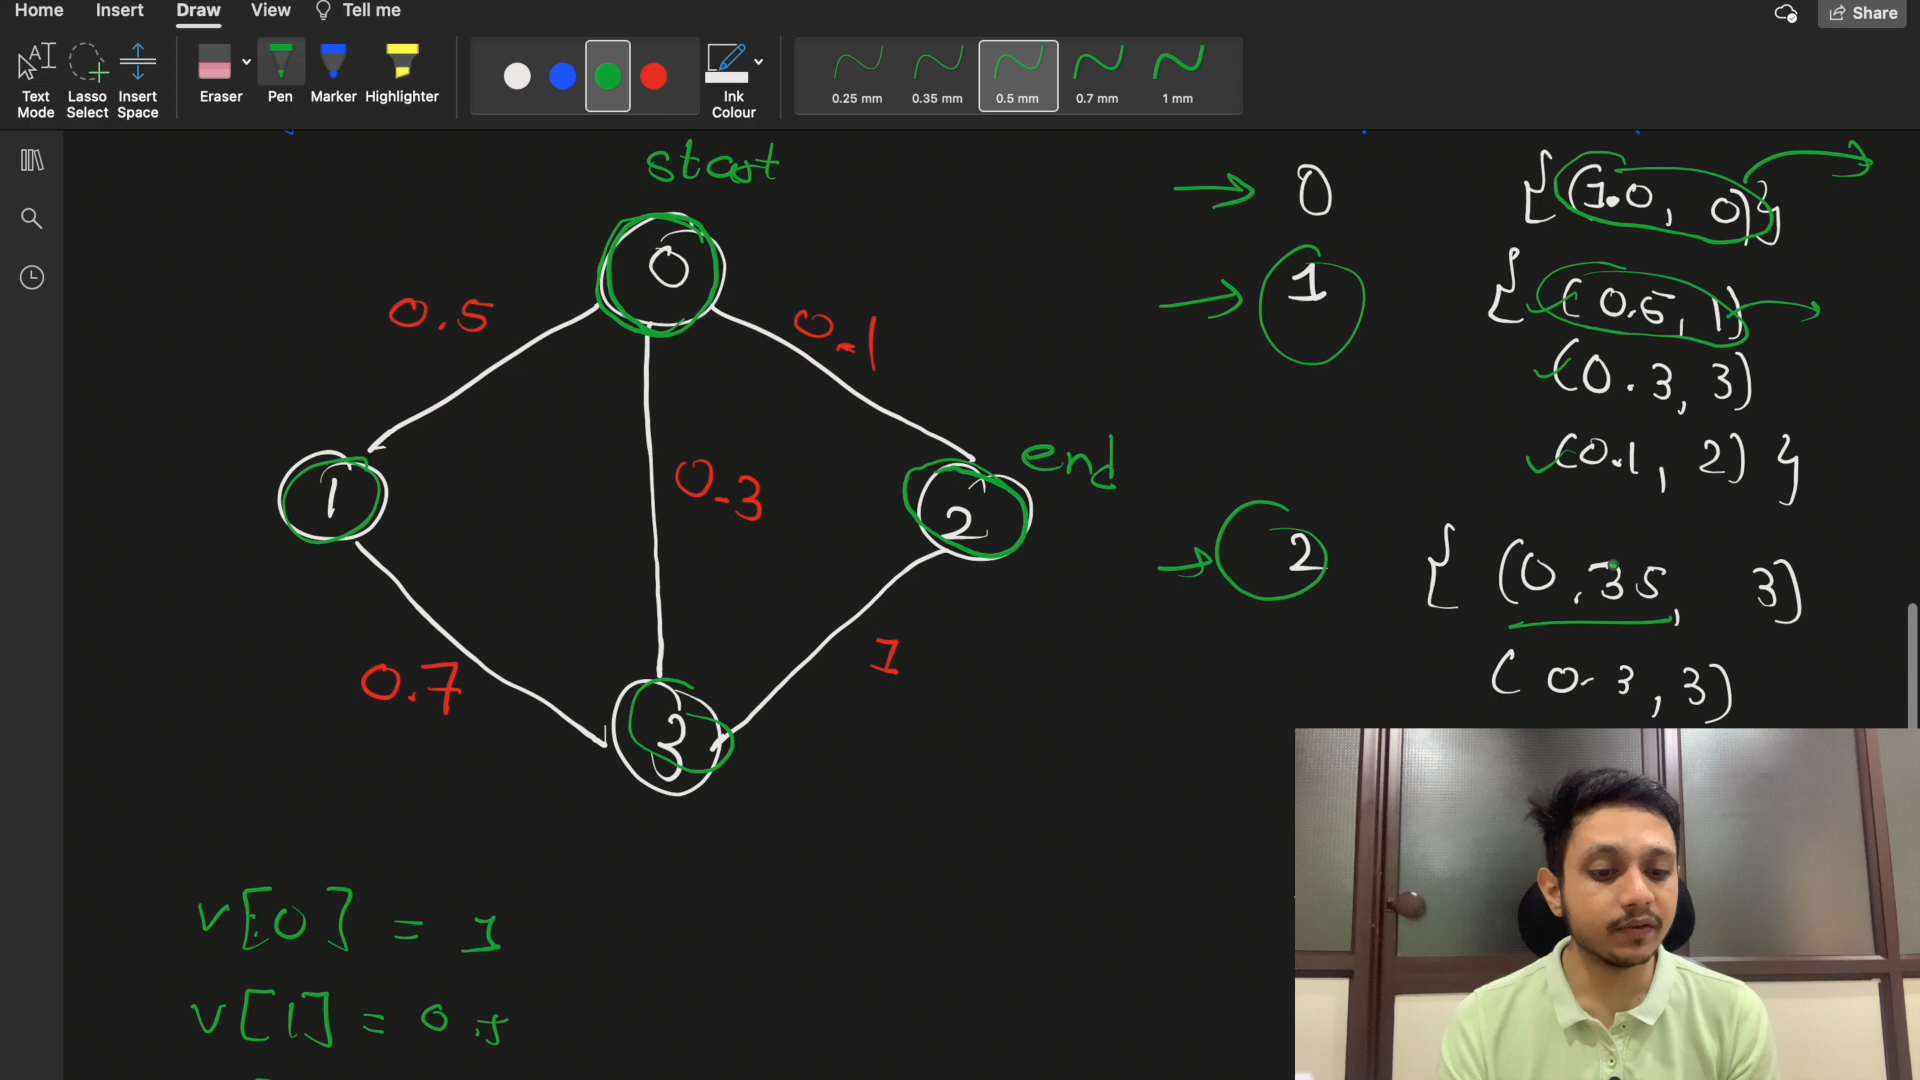 Home Insert Draw View Tell me Share
Text Mode
Lasso Select
Insert Space
Eraser
Pen
Marker
Highlighter
Ink Colour
0.25 mm
0.35 mm
0.5 mm
0.7 mm
1 mm
start
0
0.5
0.1
0.3
1
2
end
0.7
1
3
v[0] = 1
v[1] = 0.5
→ 0
{(1.0, 0)}
→ 1
{(0.5, 1)
(0.3, 3)
(0.1, 2)}
→ 2
{(0.35, 3)
(0.3, 3)